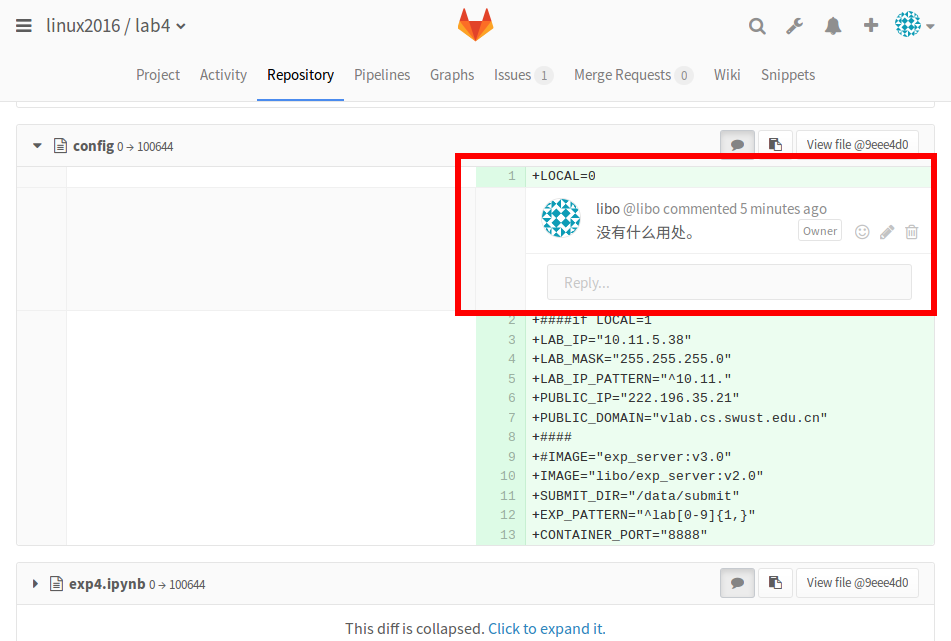 linux2016 / lab4
Project Activity Repository Pipelines Graphs Issues 1 Merge Requests 0 Wiki Snippets
config 0 → 100644 View file @9eee4d0
1 +LOCAL=0
libo @libo commented 5 minutes ago
没有什么用处。 Owner
Reply...
2 +####if LOCAL=1
3 +LAB_IP="10.11.5.38"
4 +LAB_MASK="255.255.255.0"
5 +LAB_IP_PATTERN="^10.11."
6 +PUBLIC_IP="222.196.35.21"
7 +PUBLIC_DOMAIN="vlab.cs.swust.edu.cn"
8 +####
9 +#IMAGE="exp_server:v3.0"
10 +IMAGE="libo/exp_server:v2.0"
11 +SUBMIT_DIR="/data/submit"
12 +EXP_PATTERN="^lab[0-9]{1,}"
13 +CONTAINER_PORT="8888"
exp4.ipynb 0 → 100644 View file @9eee4d0
This diff is collapsed. Click to expand it.